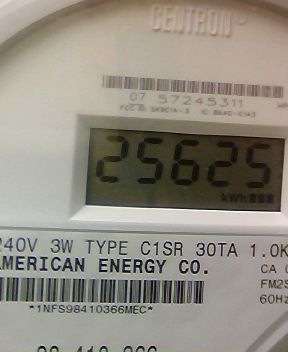 CENTRON
07 57245311
25625
kWh
240V 3W TYPE C1SR 30TA 1.0K
AMERICAN ENERGY CO.
CA
FM2S
60Hz
*1NFS98410366MEC*